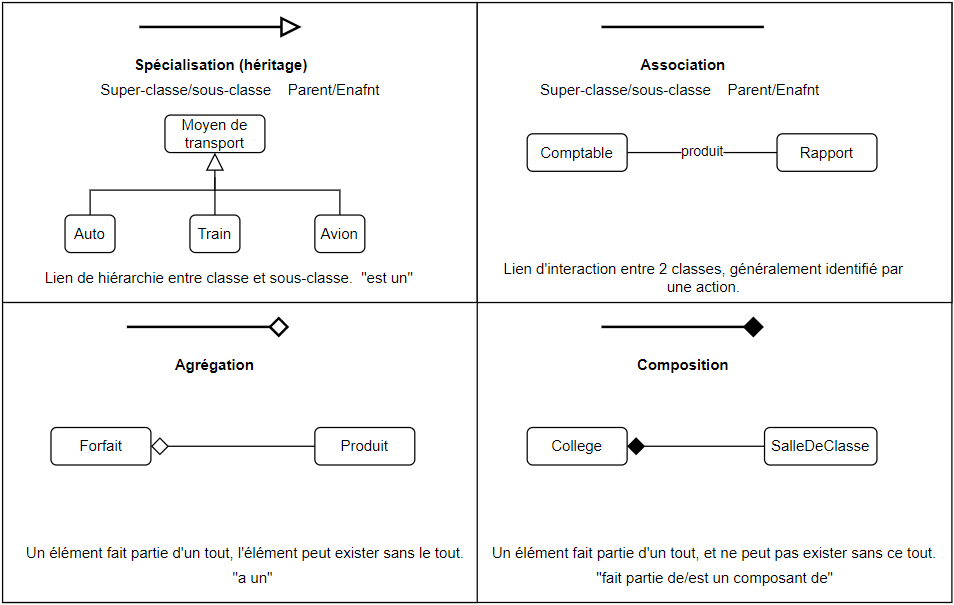 Spécialisation (héritage)
Super-classe/sous-classe    Parent/Enafnt
Moyen de
transport
Auto
Train
Avion
Lien de hiérarchie entre classe et sous-classe.  "est un"
Association
Super-classe/sous-classe    Parent/Enafnt
Comptable
produit
Rapport
Lien d'interaction entre 2 classes, généralement identifié par
une action.
Agrégation
Forfait
Produit
Un élément fait partie d'un tout, l'élément peut exister sans le tout.
"a un"
Composition
College
SalleDeClasse
Un élément fait partie d'un tout, et ne peut pas exister sans ce tout.
"fait partie de/est un composant de"